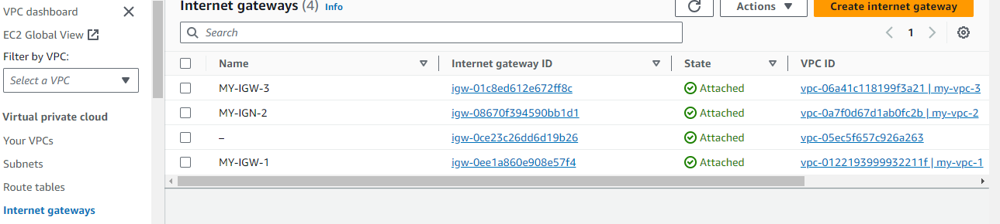 VPC dashboard
EC2 Global View
Filter by VPC:
Select a VPC
Virtual private cloud
Your VPCs
Subnets
Route tables
Internet gateways
Internet gateways (4) Info
Actions
Create internet gateway
Search
1
Name Internet gateway ID State VPC ID
MY-IGW-3 igw-01c8ed612e672ff8c Attached vpc-06a41c118199f3a21 | my-vpc-3
MY-IGN-2 igw-08670f394590bb1d1 Attached vpc-0a7f0d67d1ab0fc2b | my-vpc-2
– igw-0ce23c26dd6d19b26 Attached vpc-05ec5f657c926a263
MY-IGW-1 igw-0ee1a860e908e57f4 Attached vpc-0122193999932211f | my-vpc-1